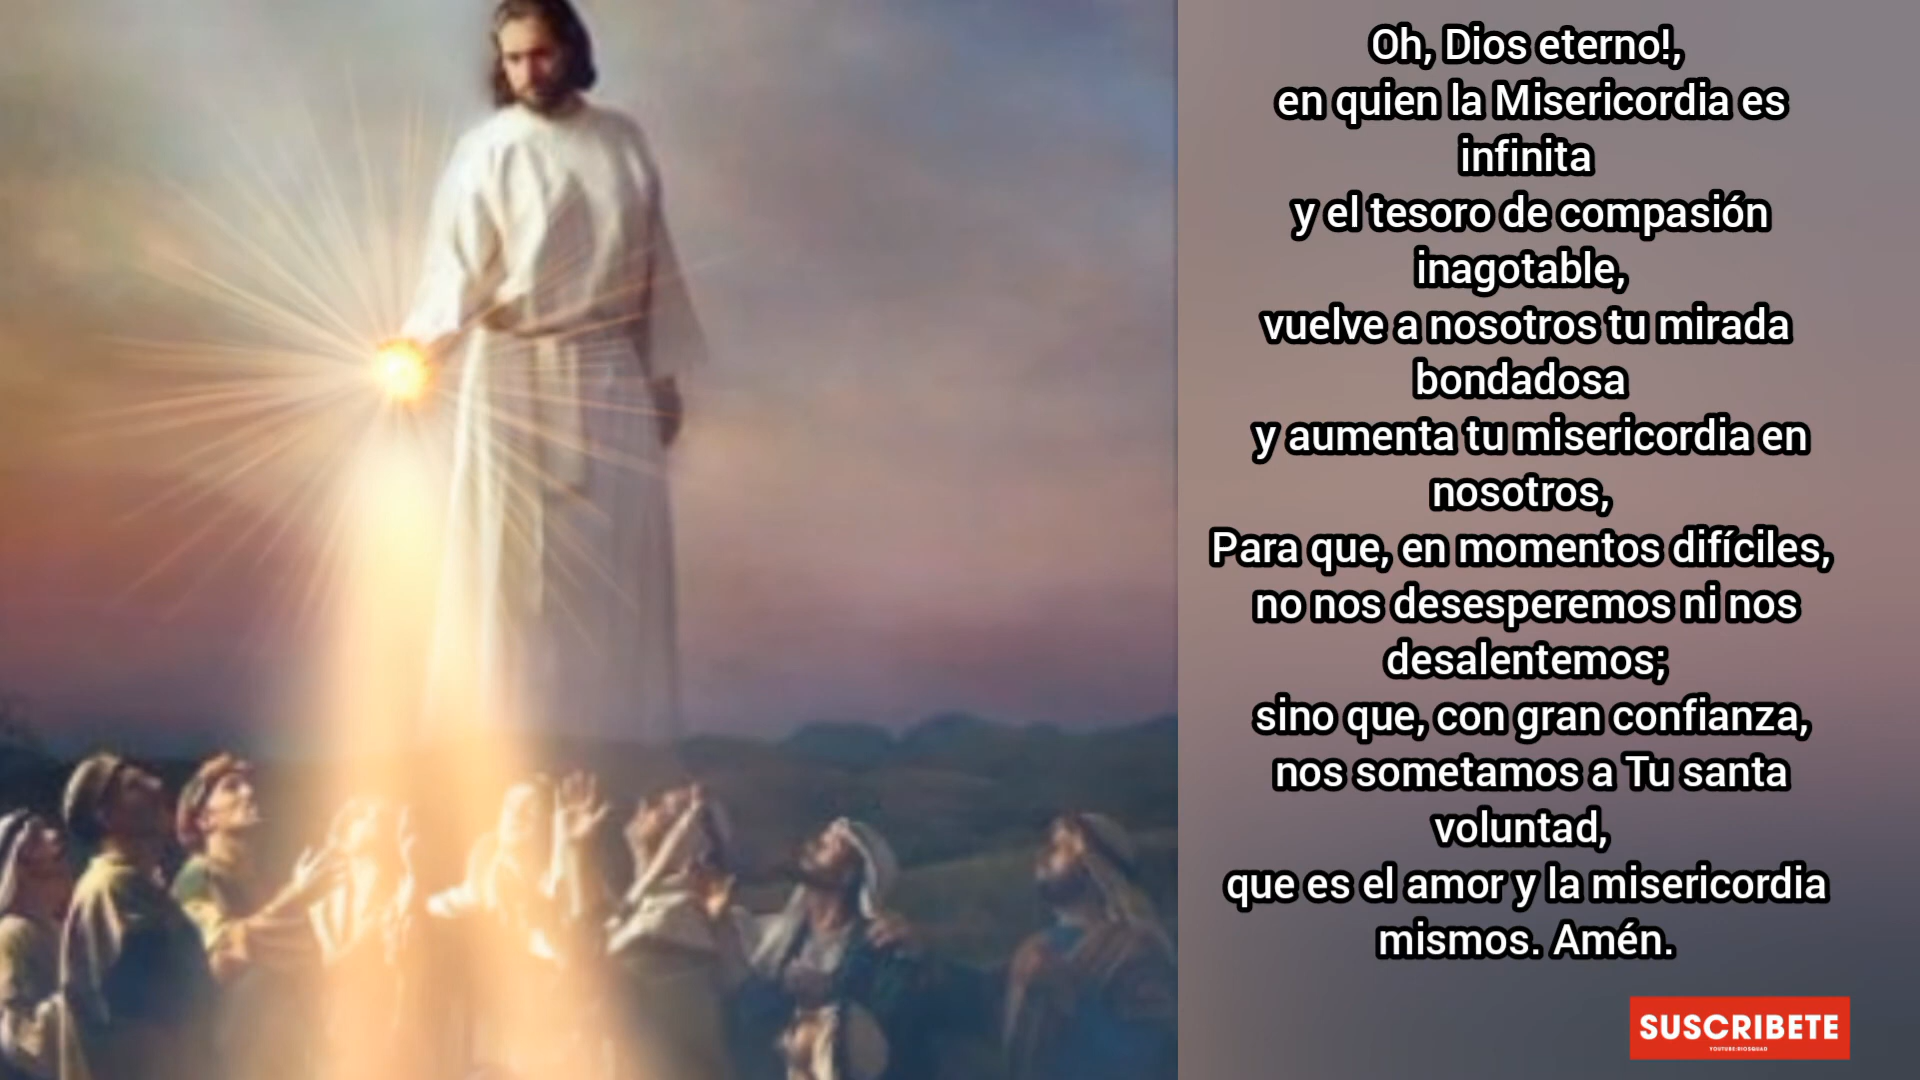 Oh, Dios eterno!,
en quien la Misericordia es
infinita
y el tesoro de compasión
inagotable,
vuelve a nosotros tu mirada
bondadosa
y aumenta tu misericordia en
nosotros,
Para que, en momentos difíciles,
no nos desesperemos ni nos
desalentemos;
sino que, con gran confianza,
nos sometamos a Tu santa
voluntad,
que es el amor y la misericordia
mismos. Amén.
SUSCRIBETE